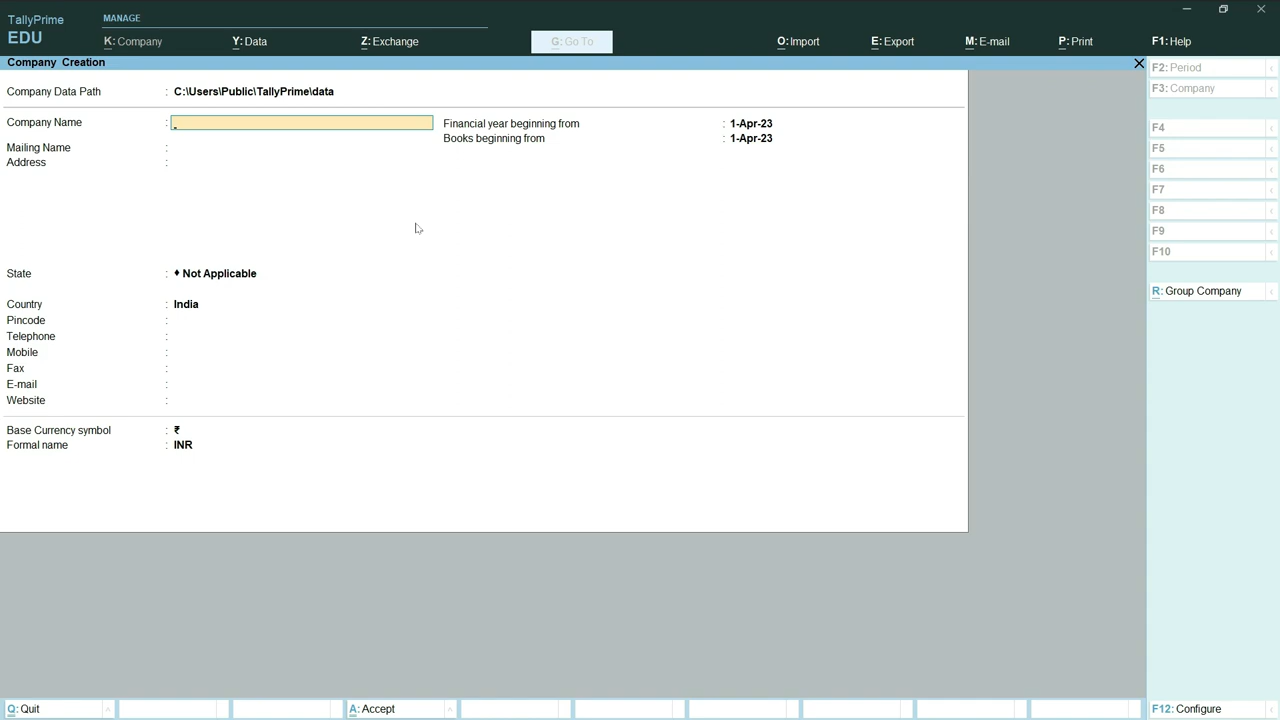 TallyPrime
EDU
MANAGE
K: Company
Y: Data
Z: Exchange
G: Go To
O: Import
E: Export
M: E-mail
P: Print
F1: Help
Company Creation
Company Data Path : C:\Users\Public\TallyPrime\data
Company Name :
Financial year beginning from : 1-Apr-23
Books beginning from : 1-Apr-23
Mailing Name :
Address :
State : ♦ Not Applicable
Country : India
Pincode :
Telephone :
Mobile :
Fax :
E-mail :
Website :
Base Currency symbol : ₹
Formal name : INR
F2: Period
F3: Company
F4
F5
F6
F7
F8
F9
F10
R: Group Company
Q: Quit
A: Accept
F12: Configure